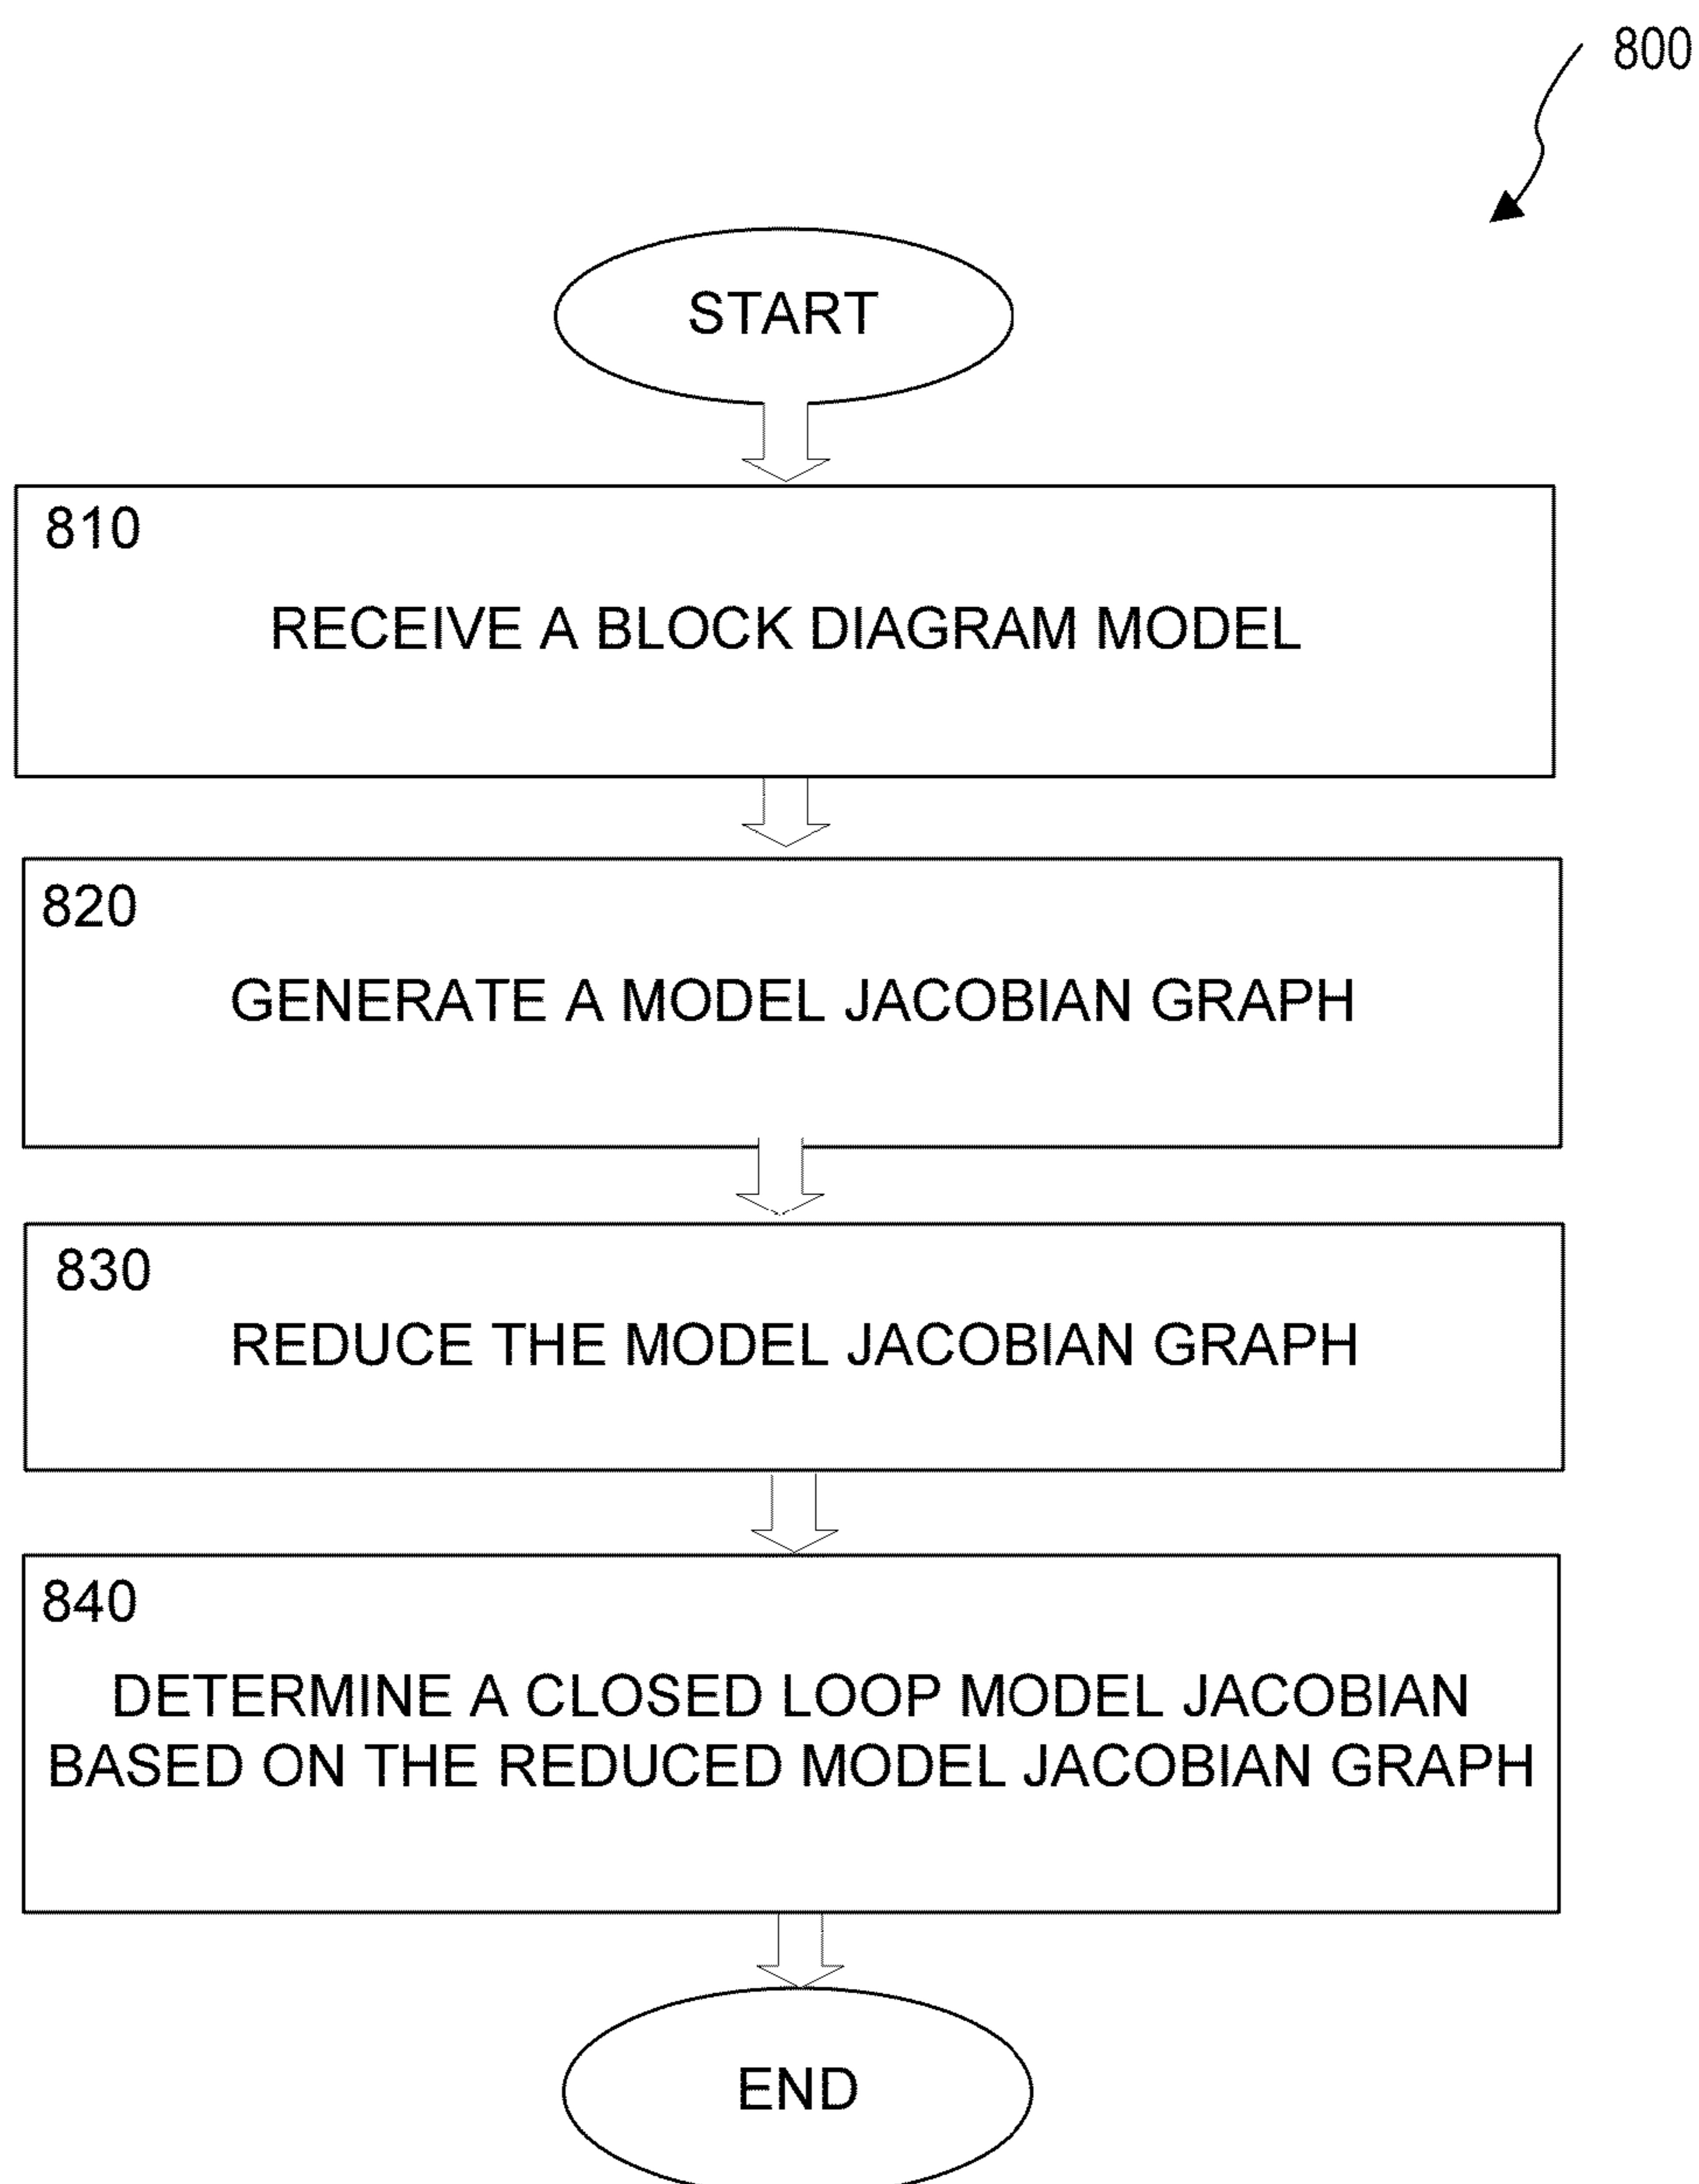 800
START
810
RECEIVE A BLOCK DIAGRAM MODEL
820
GENERATE A MODEL JACOBIAN GRAPH
830
REDUCE THE MODEL JACOBIAN GRAPH
840
DETERMINE A CLOSED LOOP MODEL JACOBIAN
BASED ON THE REDUCED MODEL JACOBIAN GRAPH
END